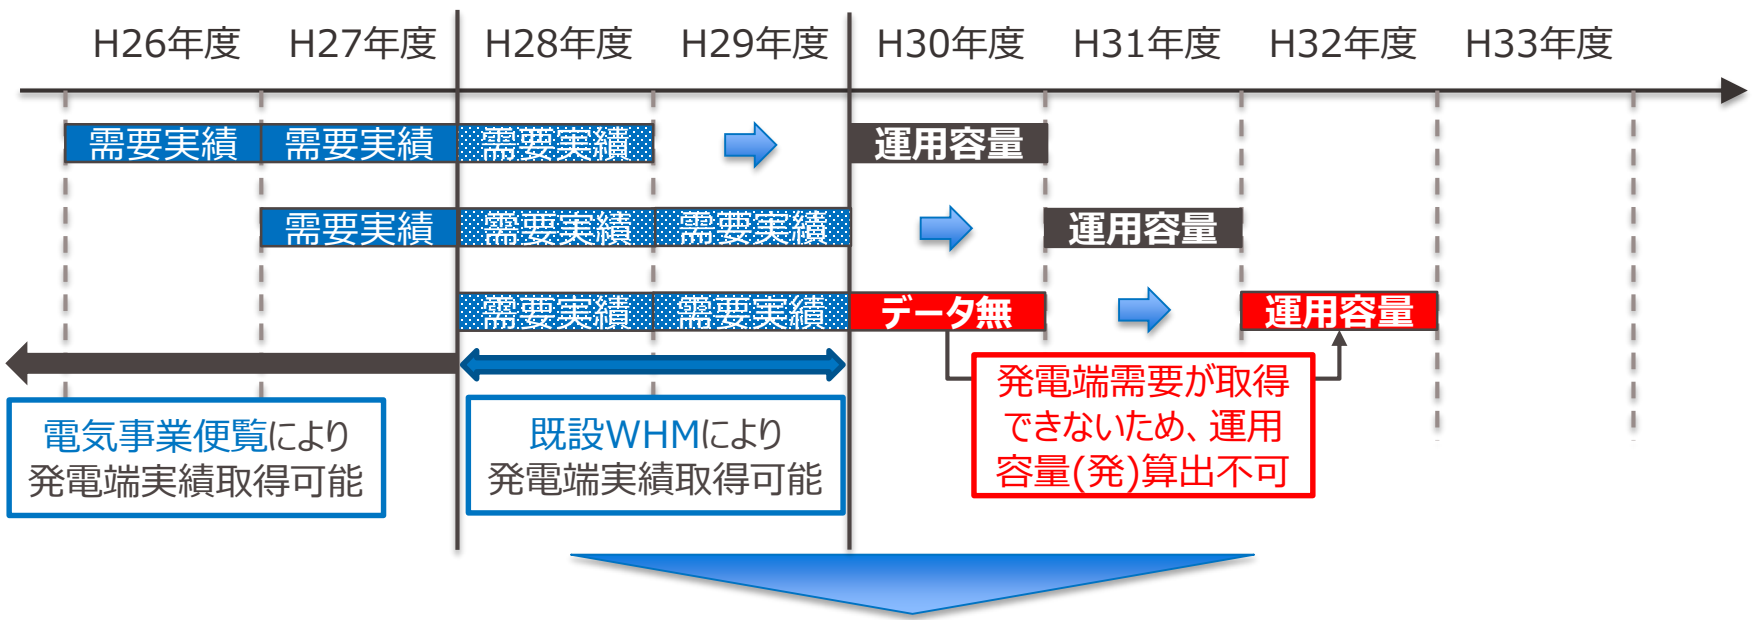 H26年度 H27年度 H28年度 H29年度 H30年度 H31年度 H32年度 H33年度
需要実績 需要実績 需要実績 運用容量
需要実績 需要実績 需要実績 運用容量
需要実績 需要実績 データ無 運用容量
電気事業便覧により
発電端実績取得可能
既設WHMにより
発電端実績取得可能
発電端需要が取得
できないため、運用
容量(発)算出不可